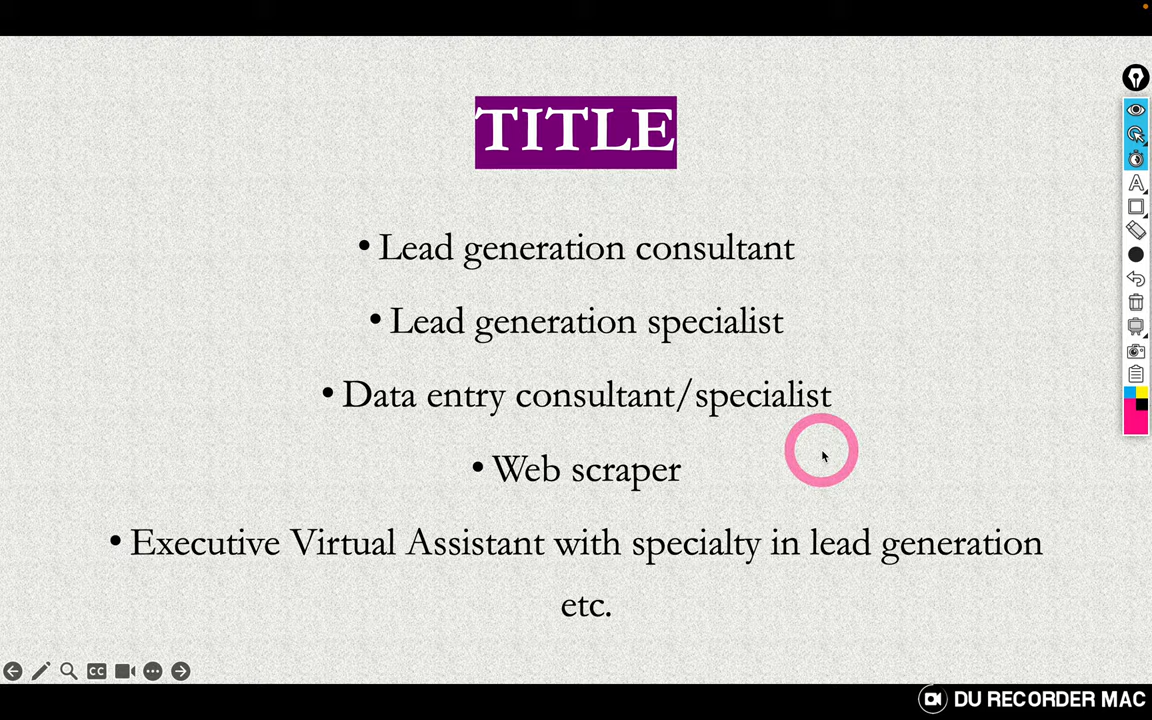 TITLE
• Lead generation consultant
• Lead generation specialist
• Data entry consultant/specialist
• Web scraper
• Executive Virtual Assistant with specialty in lead generation
etc.
CC
DU RECORDER MAC